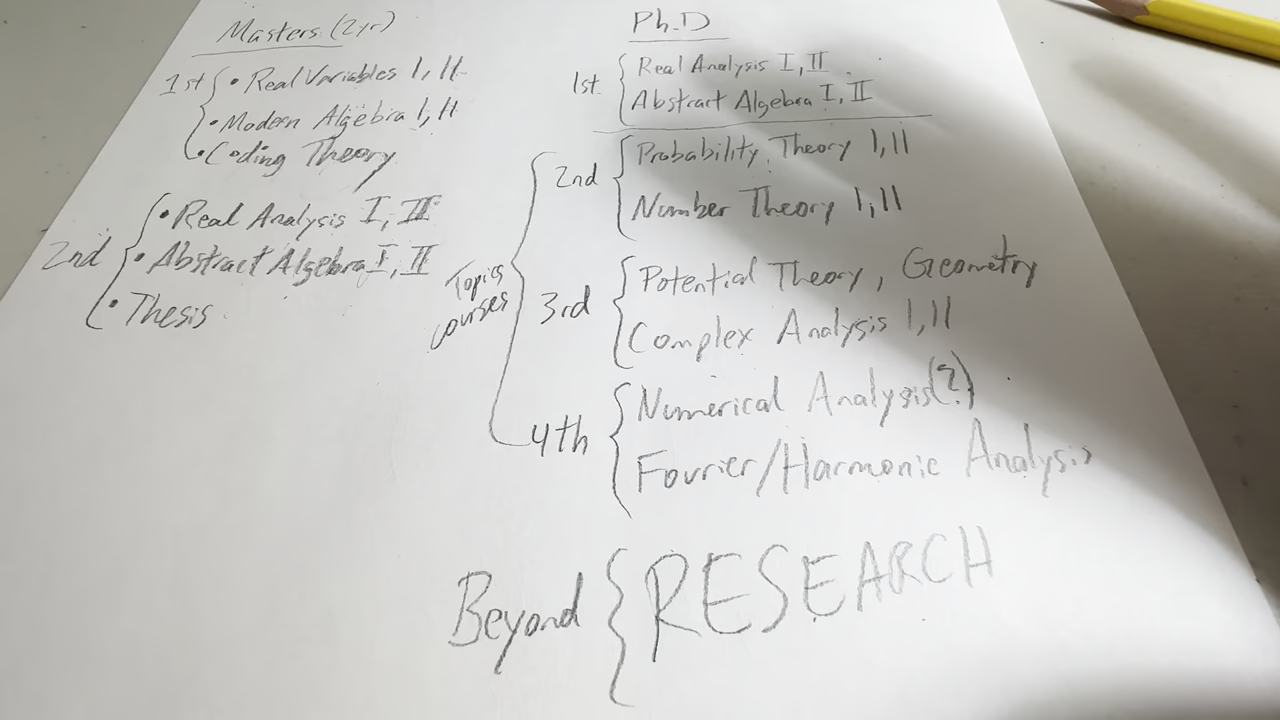 Masters (2yr)
1st
• Real Variables I, II
• Modern Algebra I, II
• Coding Theory
2nd
• Real Analysis I, II
• Abstract Algebra I, II
• Thesis
Ph.D
1st
Real Analysis I, II
Abstract Algebra I, II
Topics
courses
2nd
Probability Theory I, II
Number Theory I, II
3rd
Potential Theory, Geometry
Complex Analysis I, II
4th
Numerical Analysis(?)
Fourier/Harmonic Analysis
Beyond
RESEARCH